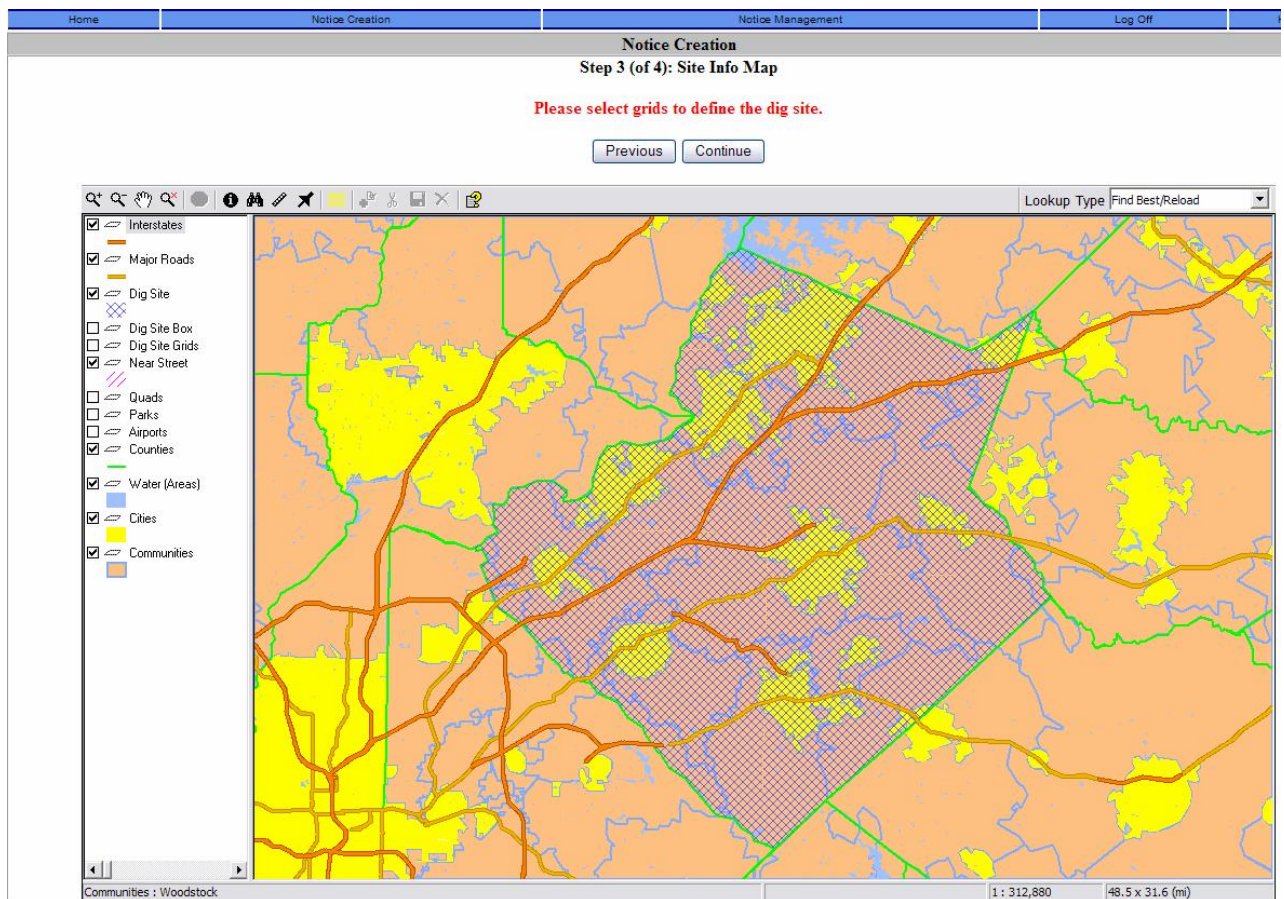 Home Notice Creation Notice Management Log Off
Notice Creation
Step 3 (of 4): Site Info Map
Please select grids to define the dig site.
Previous Continue
Lookup Type Find Best/Reload
Interstates
Major Roads
Dig Site
Dig Site Box
Dig Site Grids
Near Street
Quads
Parks
Airports
Counties
Water (Areas)
Cities
Communities
Communities : Woodstock 1 : 312,880 48.5 x 31.6 (mi)